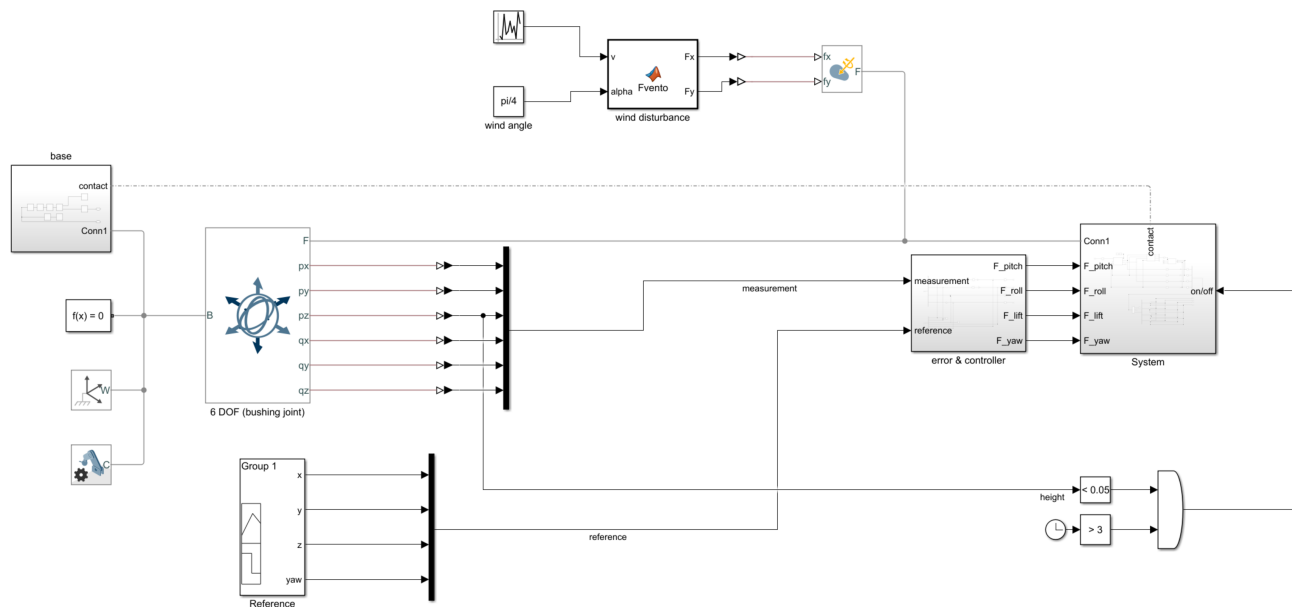 v
Fx
Fvento
alpha
Fy
wind disturbance
fx
fy
F
pi/4
wind angle
base
contact
Conn1
f(x) = 0
W
C
B
F
px
py
pz
qx
qy
qz
6 DOF (bushing joint)
measurement
measurement
reference
F_pitch
F_roll
F_lift
F_yaw
error & controller
Conn1
contact
F_pitch
F_roll
F_lift
F_yaw
on/off
System
Group 1
x
y
z
yaw
Reference
reference
height
< 0.05
> 3